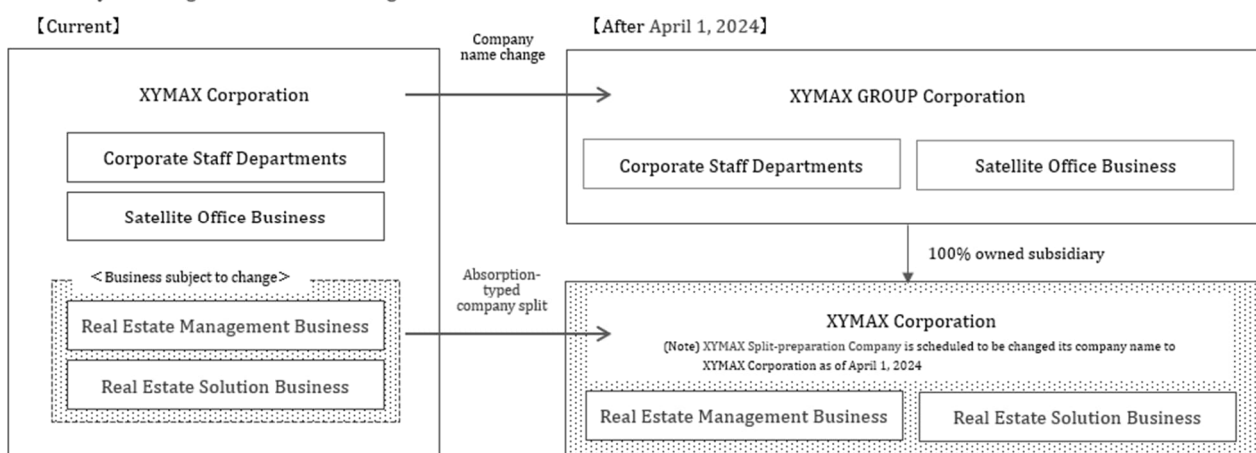 【Current】
XYMAX Corporation
Corporate Staff Departments
Satellite Office Business
<Business subject to change>
Real Estate Management Business
Real Estate Solution Business
Company
name change
Absorption-
typed
company split
【After April 1, 2024】
XYMAX GROUP Corporation
Corporate Staff Departments
Satellite Office Business
100% owned subsidiary
XYMAX Corporation
(Note) XYMAX Split-preparation Company is scheduled to be changed its company name to
XYMAX Corporation as of April 1, 2024
Real Estate Management Business
Real Estate Solution Business